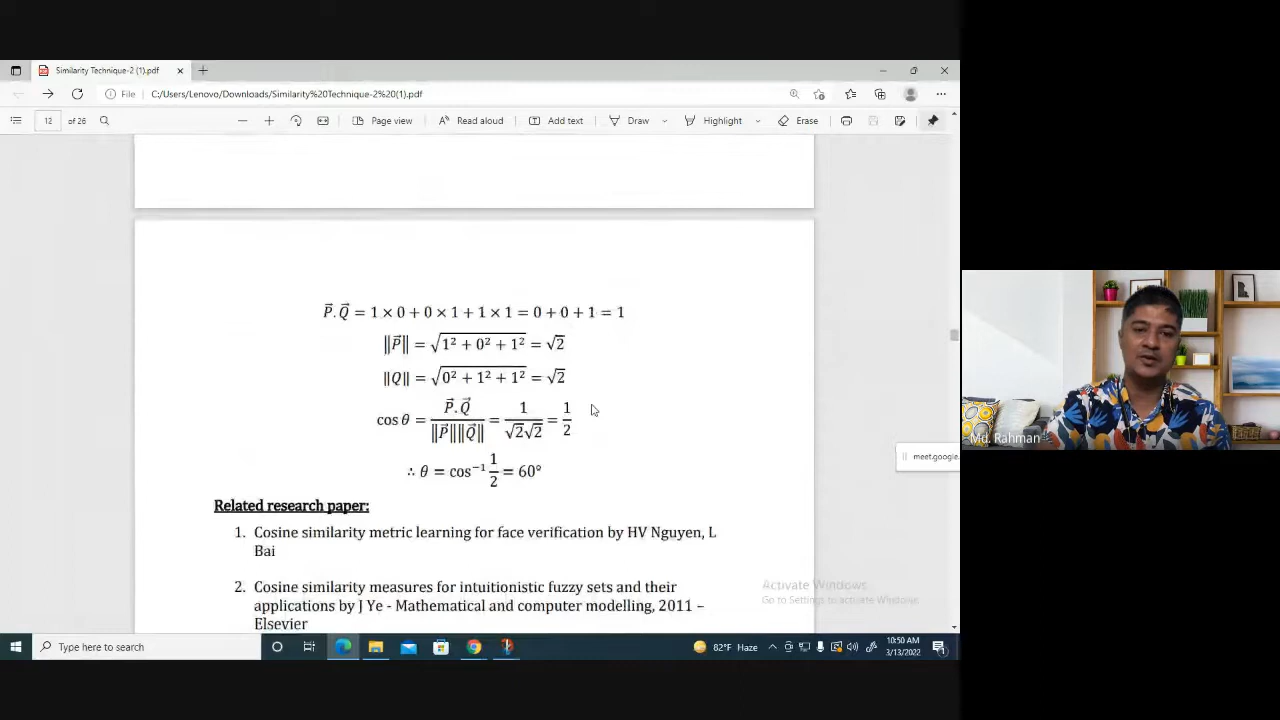 Similarity Technique-2 (1).pdf
File C:/Users/Lenovo/Downloads/Similarity%20Technique-2%20(1).pdf
12 of 26 Page view Read aloud Add text Draw Highlight Erase
P⃗.Q⃗ = 1 × 0 + 0 × 1 + 1 × 1 = 0 + 0 + 1 = 1
‖P⃗‖ = √(1² + 0² + 1²) = √2
‖Q‖ = √(0² + 1² + 1²) = √2
cos θ = P⃗.Q⃗ / ‖P⃗‖‖Q⃗‖ = 1 / √2√2 = 1/2
∴ θ = cos⁻¹ 1/2 = 60°
Related research paper:
1. Cosine similarity metric learning for face verification by HV Nguyen, L
Bai
2. Cosine similarity measures for intuitionistic fuzzy sets and their
applications by J Ye - Mathematical and computer modelling, 2011 –
Elsevier
Activate Windows
Go to Settings to activate Windows.
meet.google.
Md. Rahman
Type here to search
82°F Haze
10:50 AM
3/13/2022
1